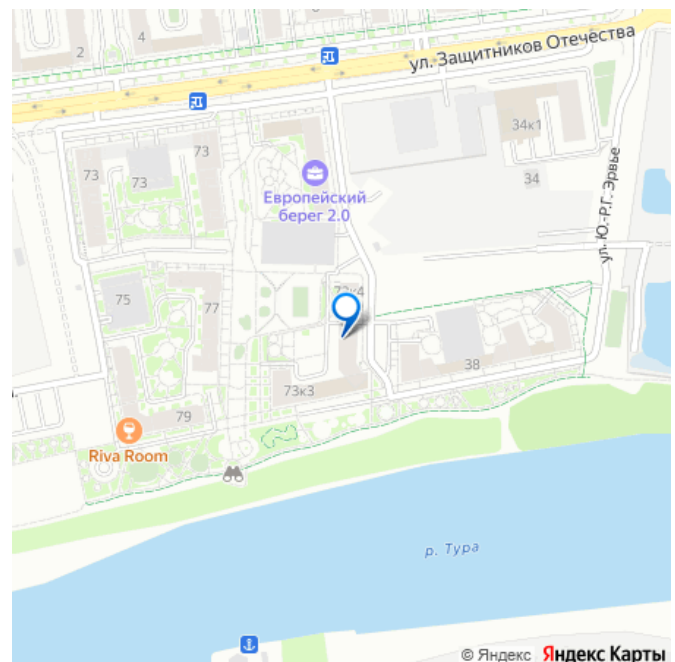 4
2
ул. Защитников Отечества
34к1
73
73
73
34
ул. Ю.-Р.Г. Эрвье
Европейский
берег 2.0
75
77
73к4
38
73к3
79
Riva Room
р. Тура
© Яндекс Яндекс Карты